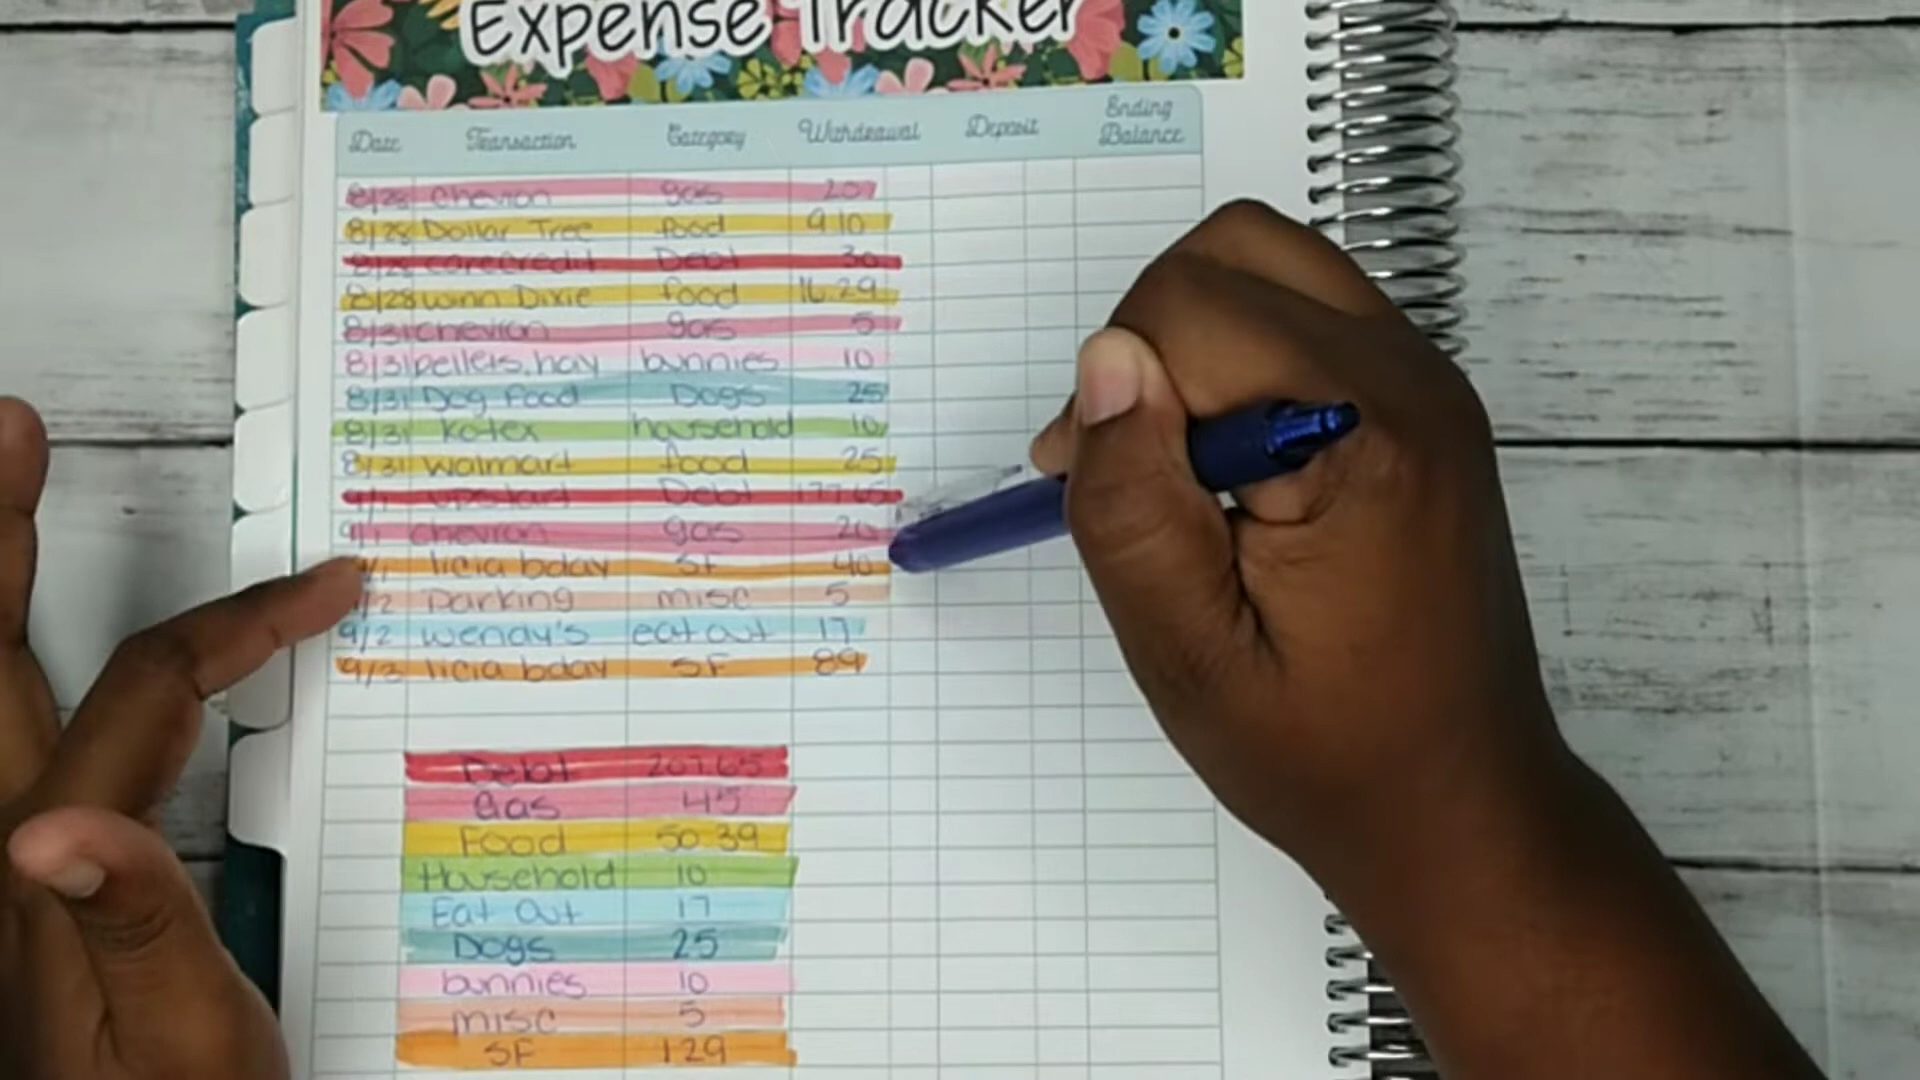 Expense Tracker
Date Transaction Category Withdrawal Deposit Ending Balance
8/28 Chevron gas 20
8/28 Dollar Tree food 9.10
8/28 carecredit Debt 30
8/28 Winn Dixie food 16.29
8/31 chevron gas 5
8/31 pellets, hay bunnies 10
8/31 Dog Food Dogs 25
8/31 Kotex household 10
8/31 walmart food 25
9/1 upstart Debt 177.65
9/1 chevron gas 20
9/1 licia bday SF 40
9/2 Parking misc 5
9/2 Wendy's eat out 17
9/3 licia bday SF 89
Debt 207.65
Gas 45
Food 50.39
Household 10
Eat Out 17
Dogs 25
bunnies 10
misc 5
SF 129